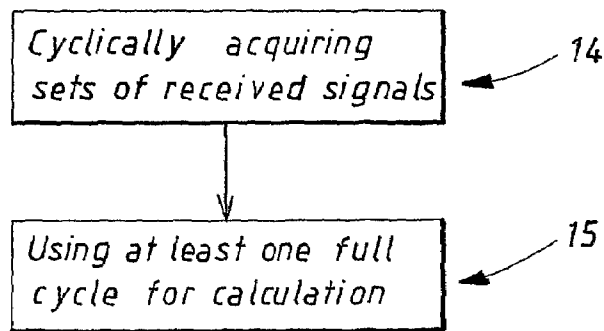 Cyclically acquiring
sets of received signals
14
Using at least one full
cycle for calculation
15